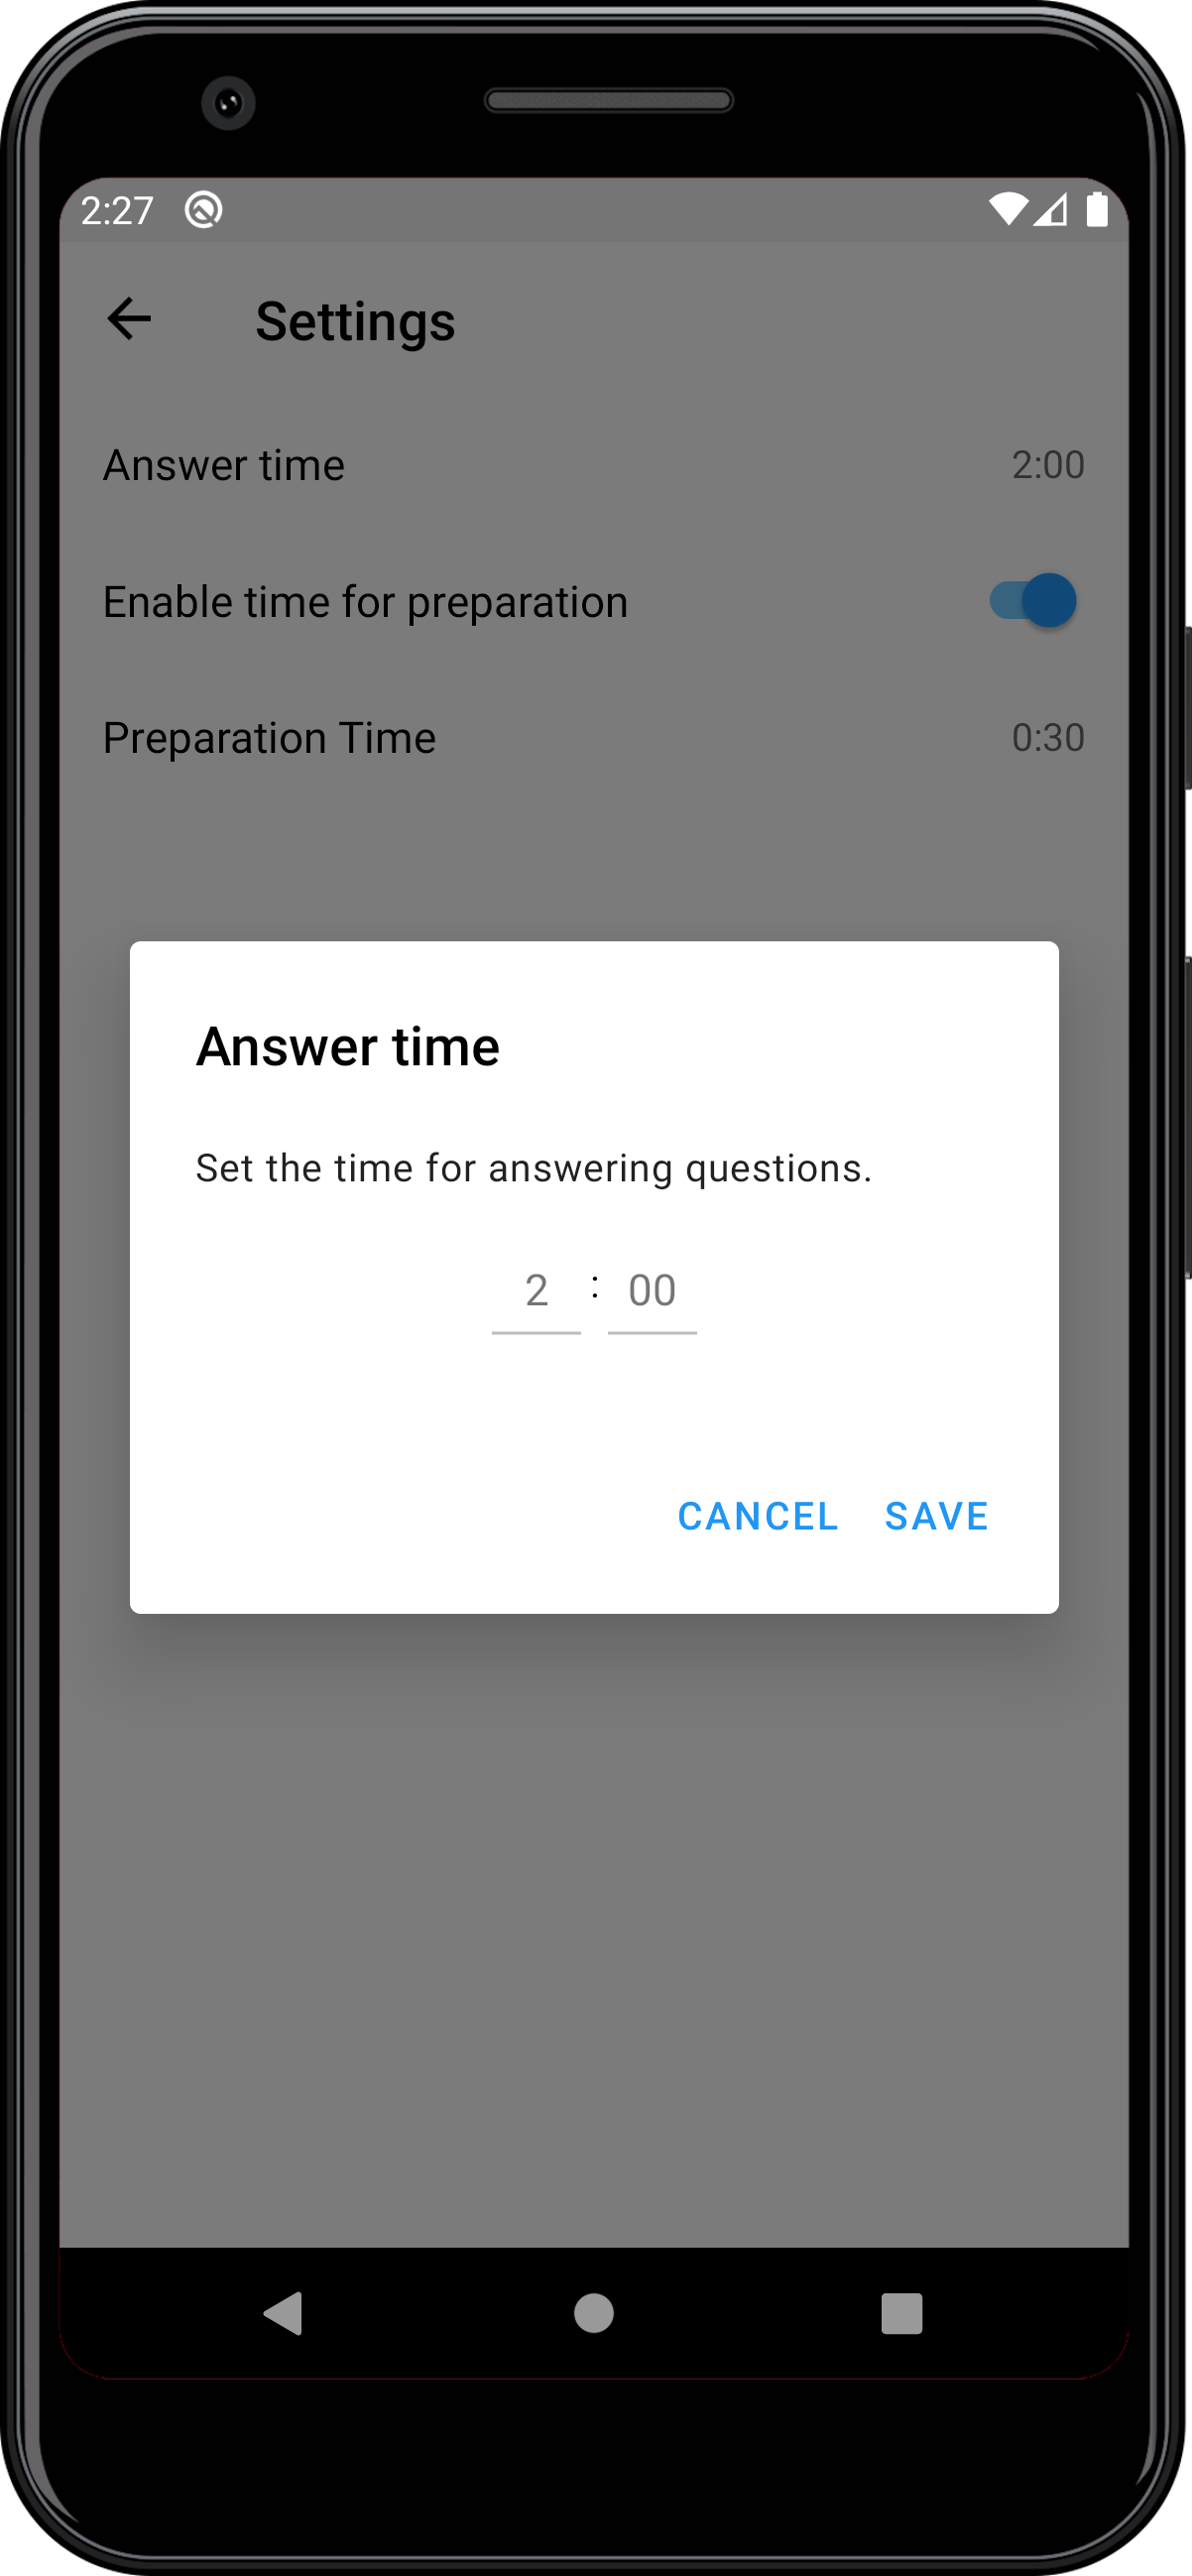 2:27
Settings
Answer time 2:00
Enable time for preparation
Preparation Time 0:30
Answer time
Set the time for answering questions.
2 : 00
CANCEL SAVE